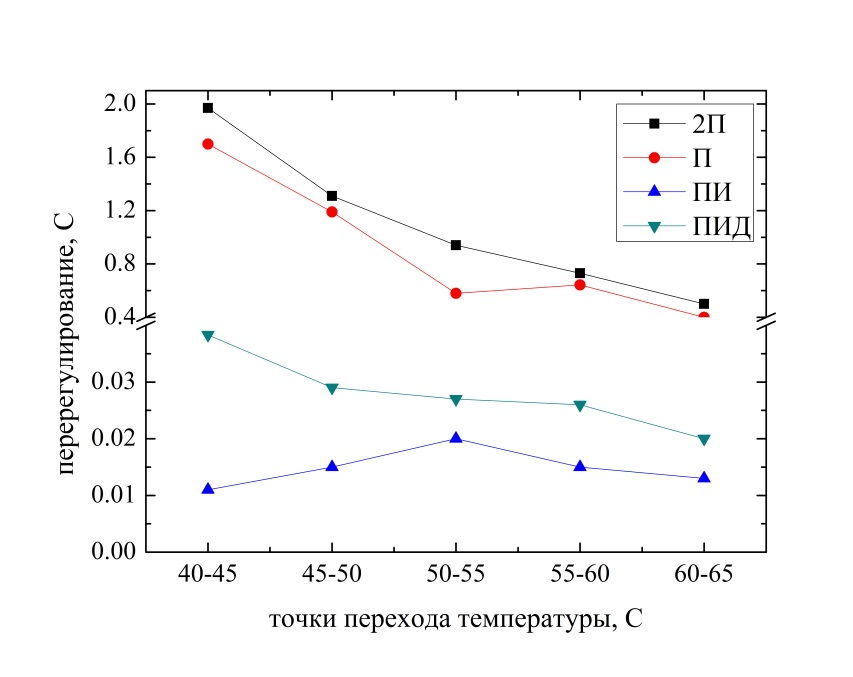 2.0
1.6
1.2
0.8
0.4
0.03
0.02
0.01
0.00
перерегулирование, С
2П
П
ПИ
ПИД
40-45 45-50 50-55 55-60 60-65
точки перехода температуры, С